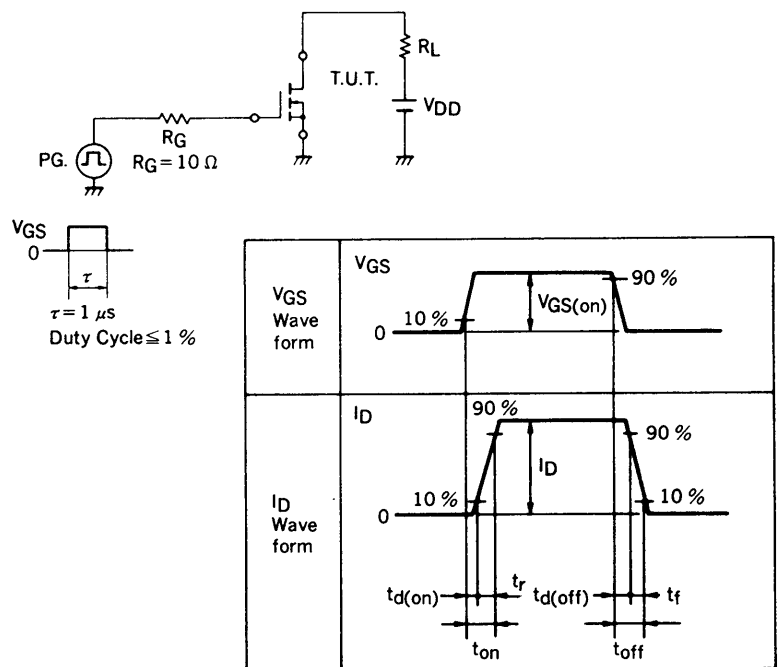 RL
T.U.T.
VDD
RG
PG.
RG = 10 Ω
VGS
0
τ
τ = 1 μs
Duty Cycle ≦ 1 %
VGS
Wave
form
VGS
90 %
VGS(on)
10 %
0
ID
Wave
form
ID
90 %
90 %
ID
10 %
10 %
0
td(on)
tr
td(off)
tf
ton
toff